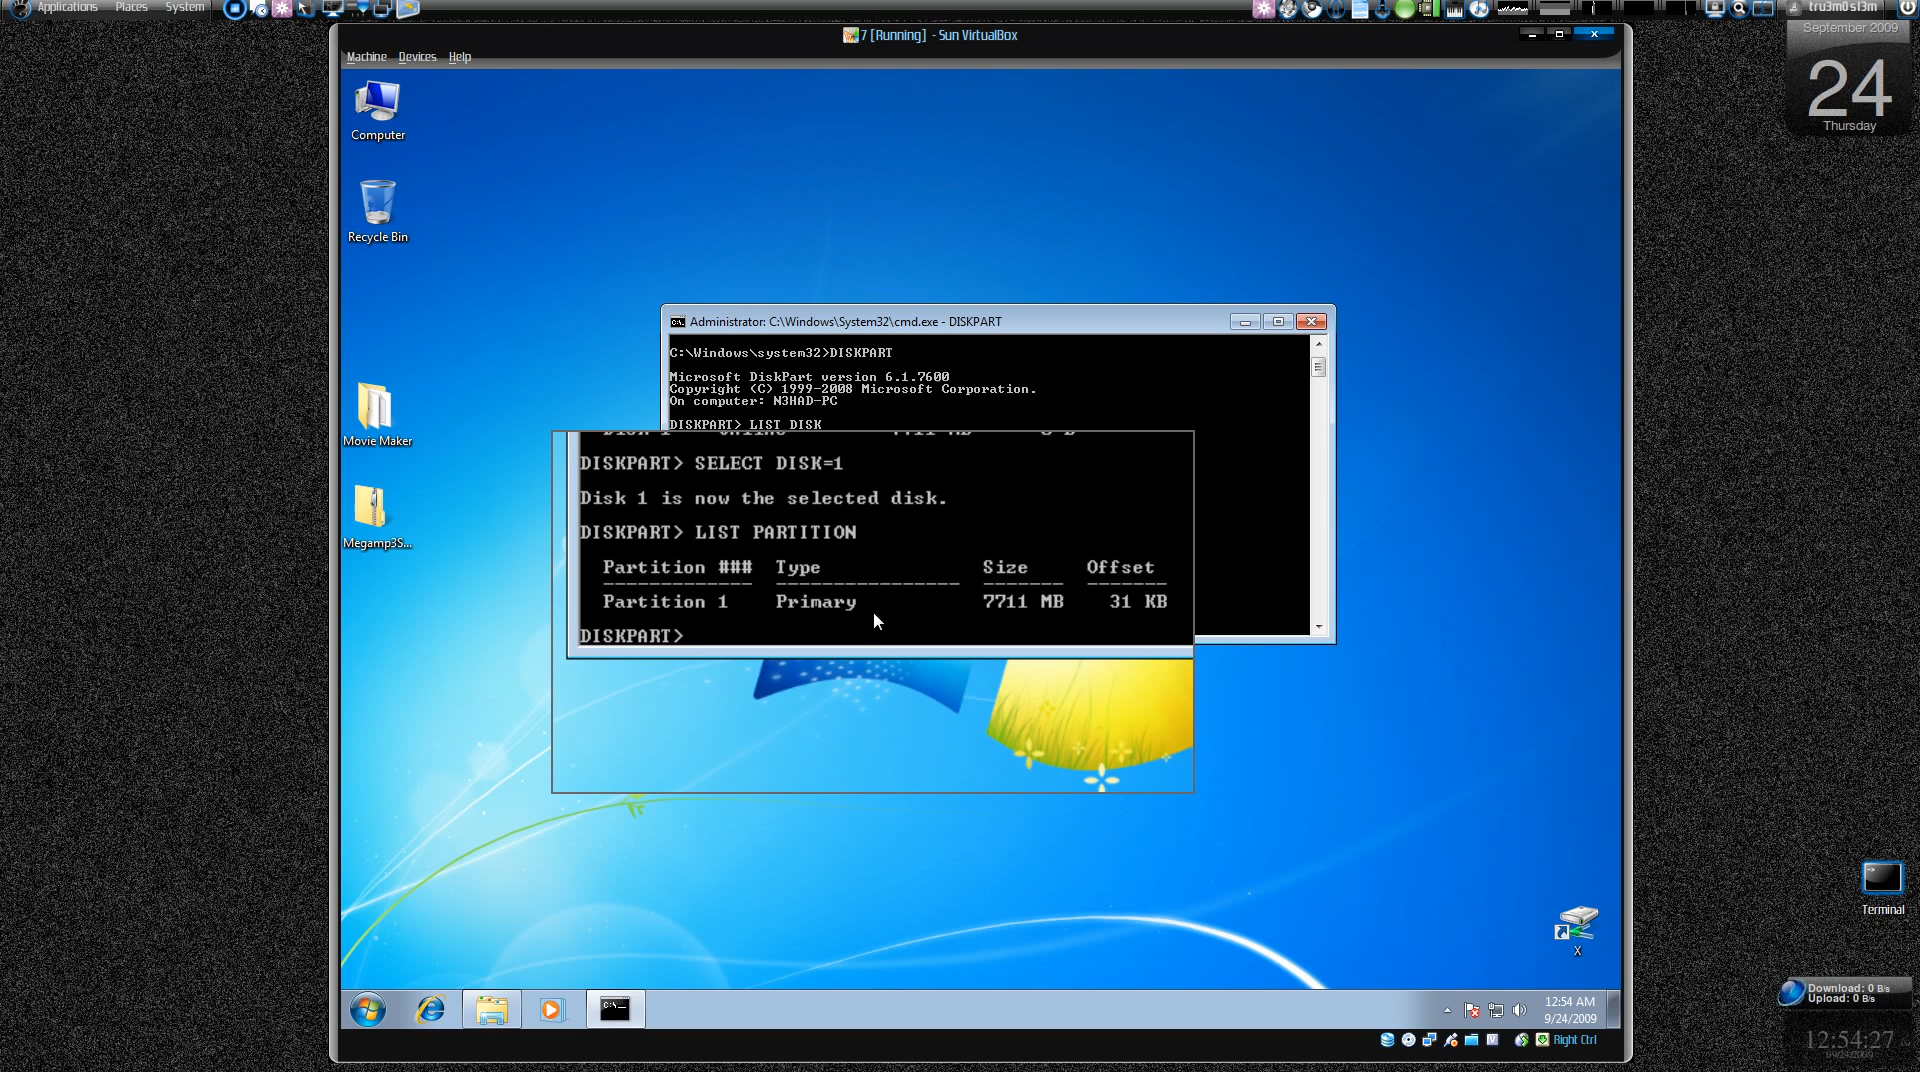 Applications Places System
tru3m0sl3m
7 [Running] - Sun VirtualBox
Machine Devices Help
September 2009
24
Thursday
Computer
Recycle Bin
Movie Maker
Megamp3S...
Administrator: C:\Windows\System32\cmd.exe - DISKPART
C:\Windows\system32>DISKPART
Microsoft DiskPart version 6.1.7600
Copyright (C) 1999-2008 Microsoft Corporation.
On computer: N3HAD-PC
DISKPART> LIST DISK
DISKPART> SELECT DISK=1
Disk 1 is now the selected disk.
DISKPART> LIST PARTITION
Partition ### Type Size Offset
Partition 1 Primary 7711 MB 31 KB
DISKPART>
Terminal
X
Download: 0 B/s
Upload: 0 B/s
12:54 AM
9/24/2009
Right Ctrl
12:54:27
09/24/2009